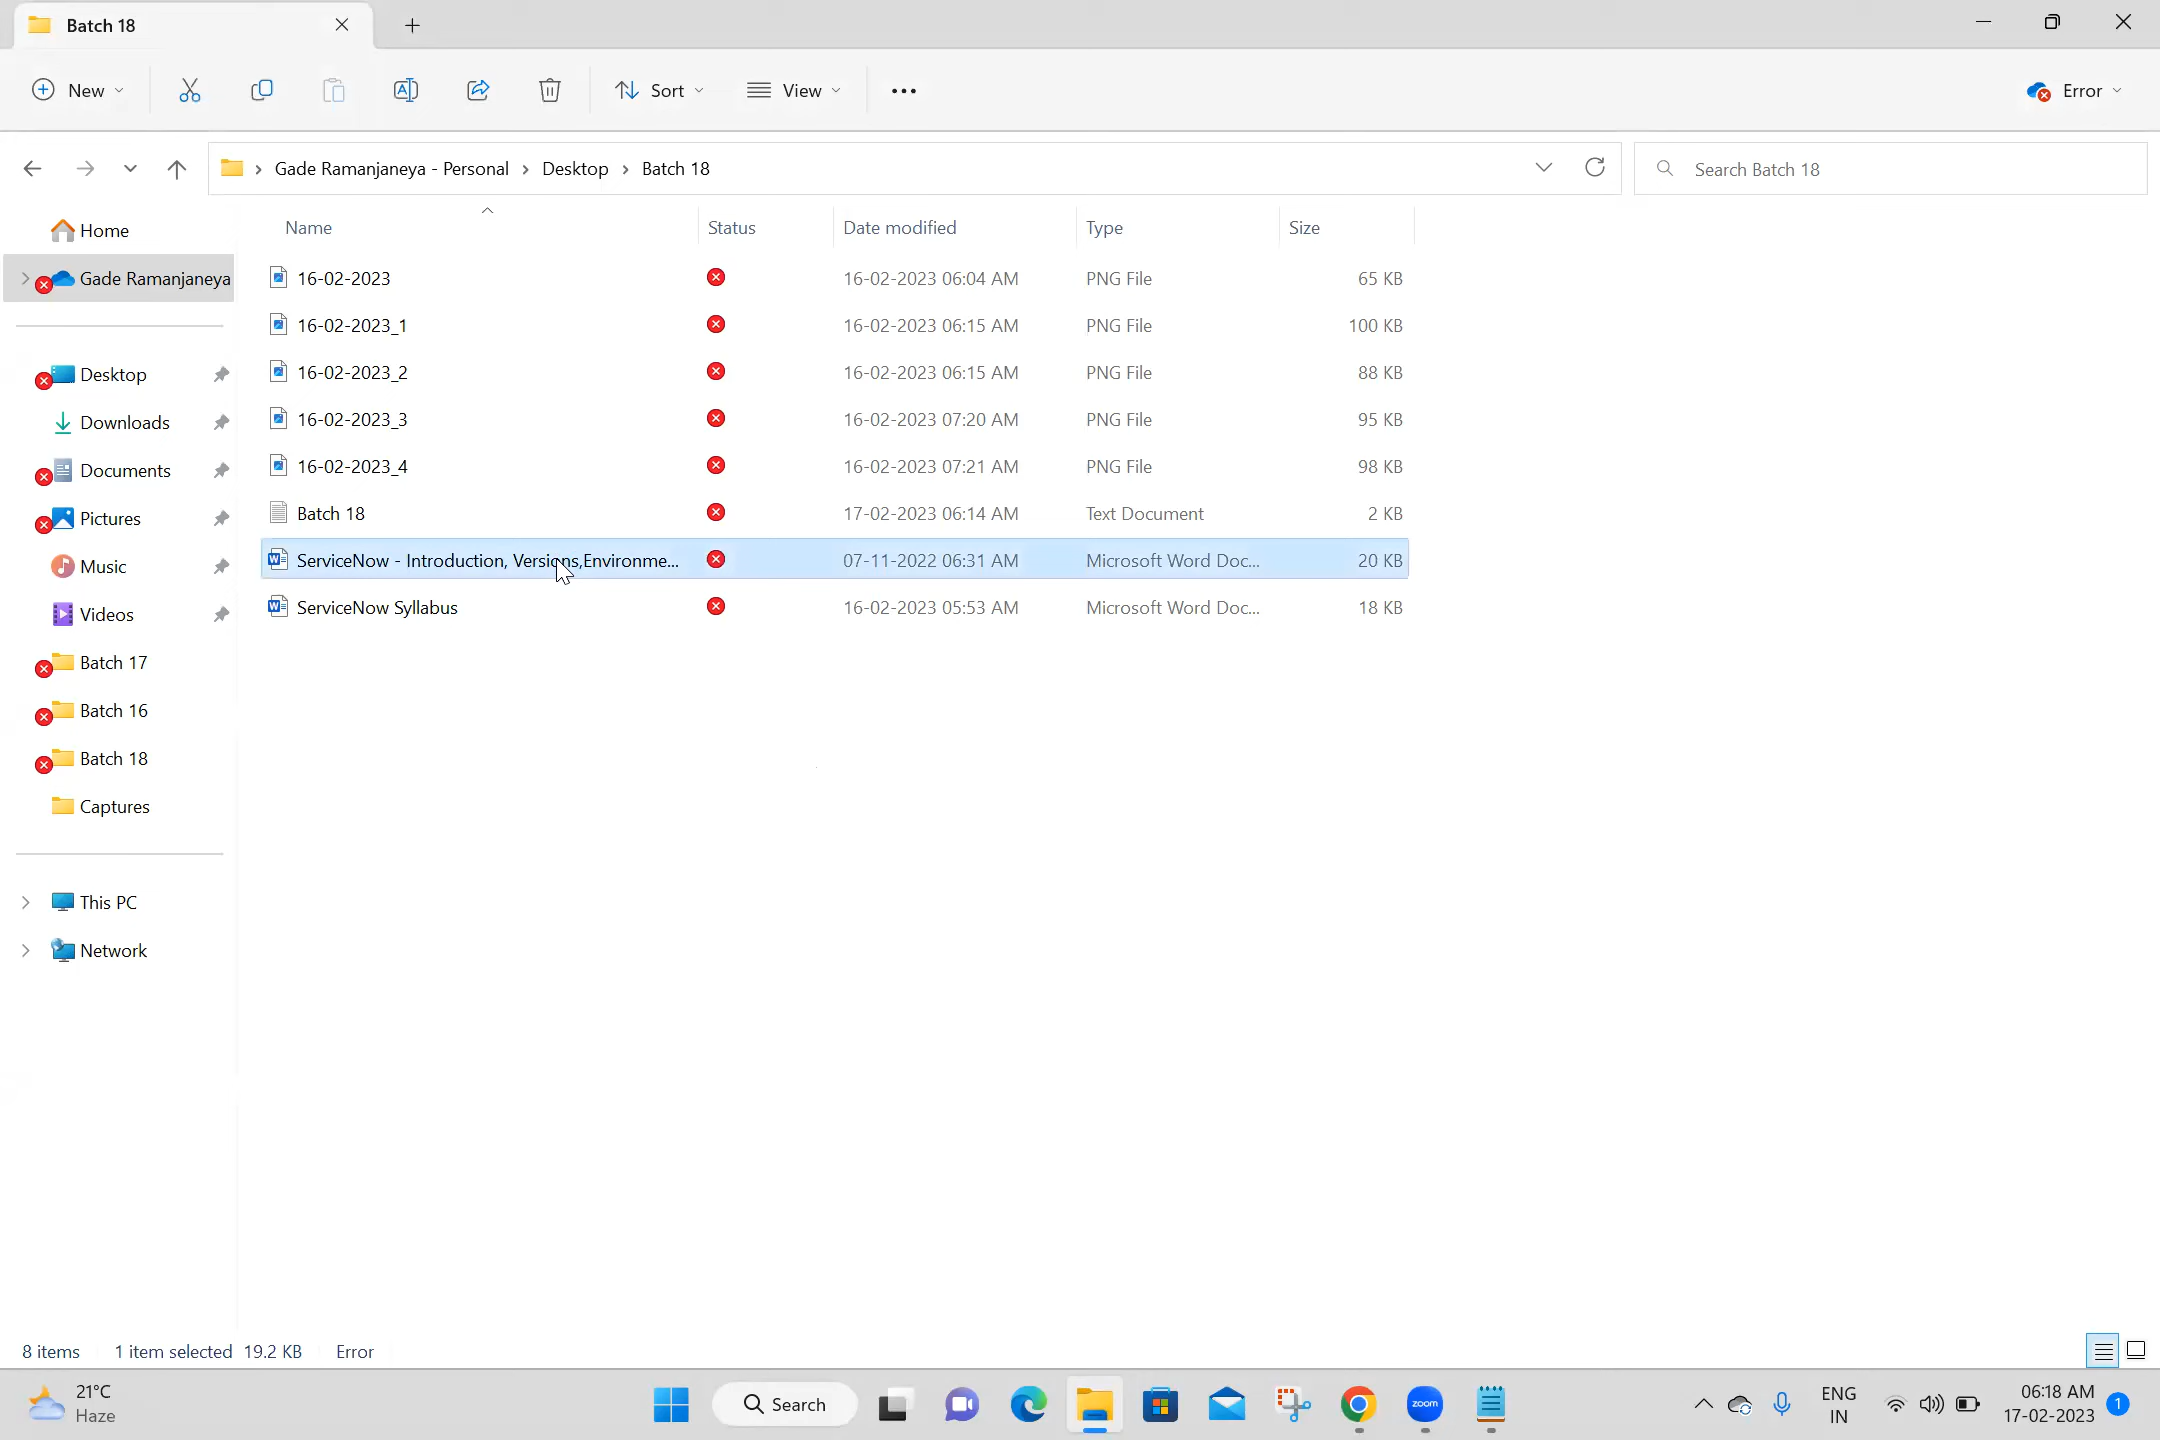 Batch 18
New
Sort
View
Error
Gade Ramanjaneya - Personal
Desktop
Batch 18
Search Batch 18
Name
Status
Date modified
Type
Size
Home
Gade Ramanjaneya
Desktop
Downloads
Documents
Pictures
Music
Videos
Batch 17
Batch 16
Batch 18
Captures
This PC
Network
16-02-2023 16-02-2023 06:04 AM PNG File 65 KB
16-02-2023_1 16-02-2023 06:15 AM PNG File 100 KB
16-02-2023_2 16-02-2023 06:15 AM PNG File 88 KB
16-02-2023_3 16-02-2023 07:20 AM PNG File 95 KB
16-02-2023_4 16-02-2023 07:21 AM PNG File 98 KB
Batch 18 17-02-2023 06:14 AM Text Document 2 KB
ServiceNow - Introduction, Versions,Environme... 07-11-2022 06:31 AM Microsoft Word Doc... 20 KB
ServiceNow Syllabus 16-02-2023 05:53 AM Microsoft Word Doc... 18 KB
8 items 1 item selected 19.2 KB Error
21°C
Haze
Search
zoom
ENG
IN
06:18 AM
17-02-2023
1